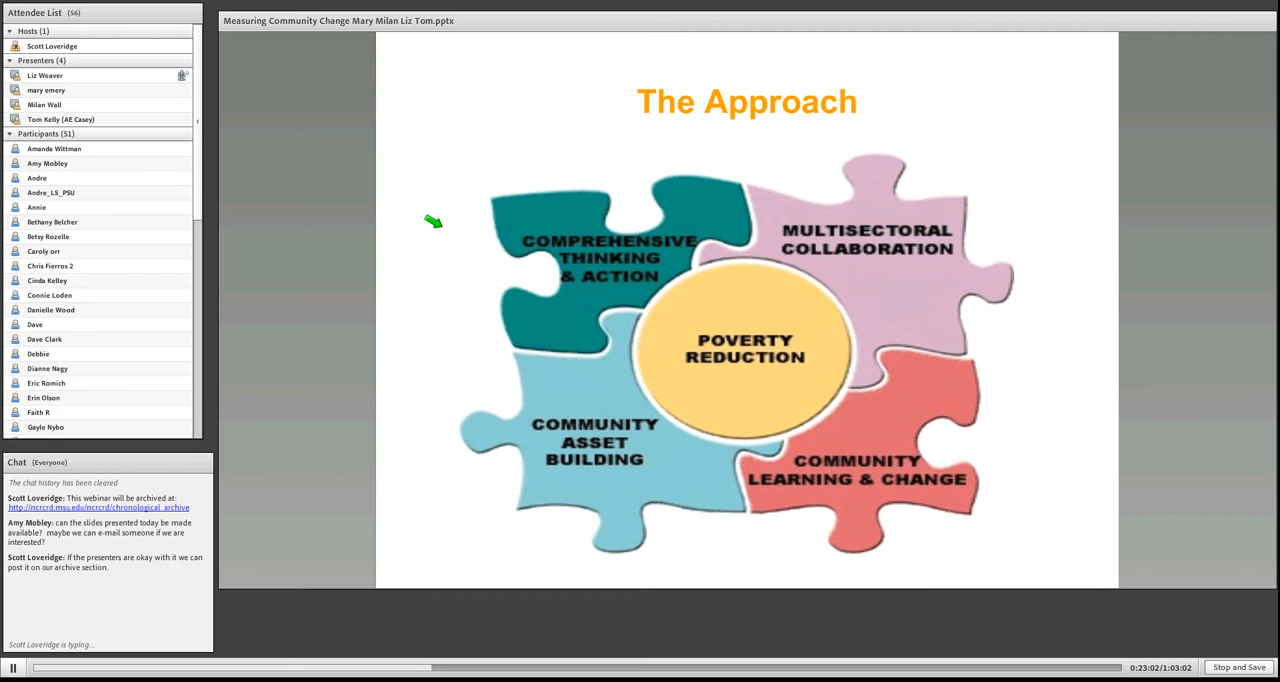 Attendee List (56)
Hosts (1)
Scott Loveridge
Presenters (4)
Liz Weaver
mary emery
Milan Wall
Tom Kelly (AE Casey)
Participants (51)
Amanda Wittman
Amy Mobley
Andre
Andre_LS_PSU
Annie
Bethany Belcher
Betsy Rozelle
Caroly orr
Chris Fierros 2
Cinda Kelley
Connie Loden
Danielle Wood
Dave
Dave Clark
Debbie
Dianne Nagy
Eric Romich
Erin Olson
Faith R
Gayle Nybo
Chat (Everyone)
The chat history has been cleared
Scott Loveridge: This webinar will be archived at:
http://ncrcrd.msu.edu/ncrcrd/chronological_archive
Amy Mobley: can the slides presented today be made
available? maybe we can e-mail someone if we are
interested?
Scott Loveridge: If the presenters are okay with it we can
post it on our archive section.
Scott Loveridge is typing...
Measuring Community Change Mary Milan Liz Tom.pptx
The Approach
COMPREHENSIVE
THINKING
& ACTION
MULTISECTORAL
COLLABORATION
POVERTY
REDUCTION
COMMUNITY
ASSET
BUILDING
COMMUNITY
LEARNING & CHANGE
0:23:02/1:03:02
Stop and Save